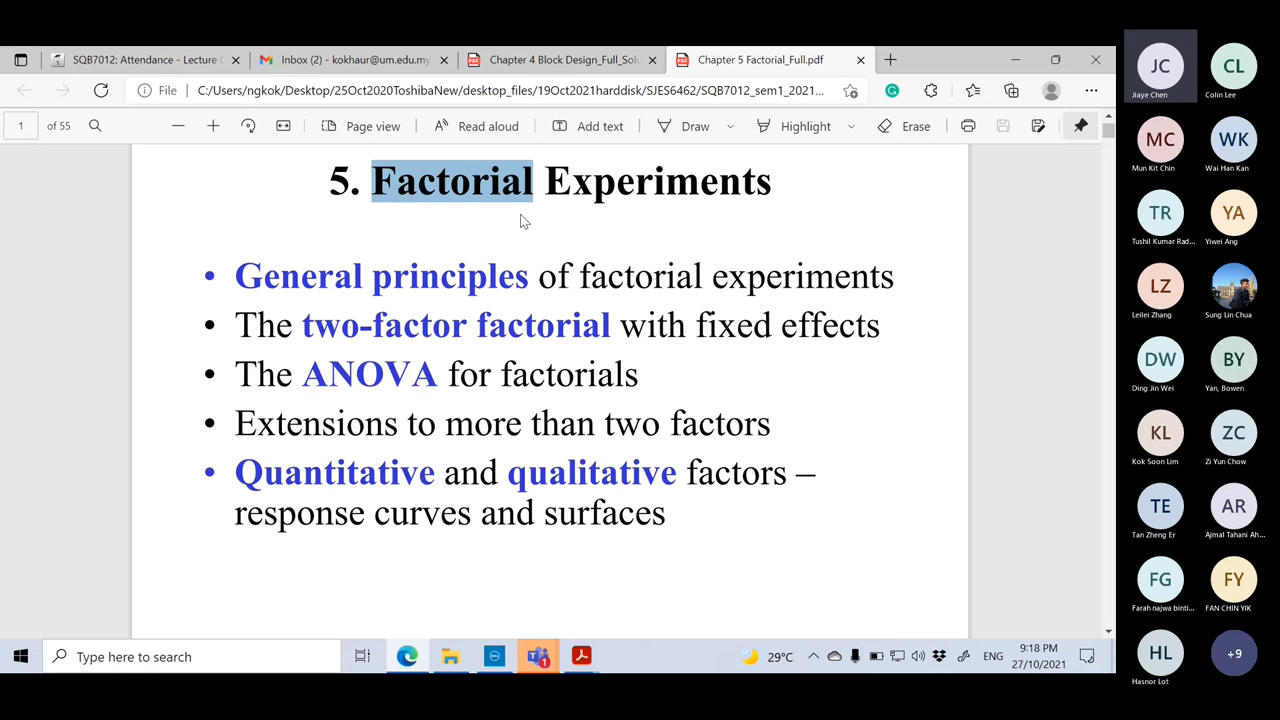 SQB7012: Attendance - Lecture
Inbox (2) - kokhaur@um.edu.my
Chapter 4 Block Design_Full_Solu
Chapter 5 Factorial_Full.pdf
File
C:/Users/ngkok/Desktop/25Oct2020ToshibaNew/desktop_files/19Oct2021harddisk/SJES6462/SQB7012_sem1_2021...
1 of 55
Page view
Read aloud
Add text
Draw
Highlight
Erase
5. Factorial Experiments
• General principles of factorial experiments
• The two-factor factorial with fixed effects
• The ANOVA for factorials
• Extensions to more than two factors
• Quantitative and qualitative factors –
response curves and surfaces
Type here to search
1
29°C
ENG
9:18 PM
27/10/2021
JC
Jiaye Chen
CL
Colin Lee
MC
Mun Kit Chin
WK
Wai Han Kan
TR
Tushil Kumar Rad...
YA
Yiwei Ang
LZ
Leilei Zhang
Sung Lin Chua
DW
Ding Jin Wei
BY
Yan, Bowen
KL
Kok Soon Lim
ZC
Zi Yun Chow
TE
Tan Zheng Er
AR
Ajmal Tahani Ah...
FG
Farah najwa binti...
FY
FAN CHIN YIK
HL
Hasnor Lot
+9